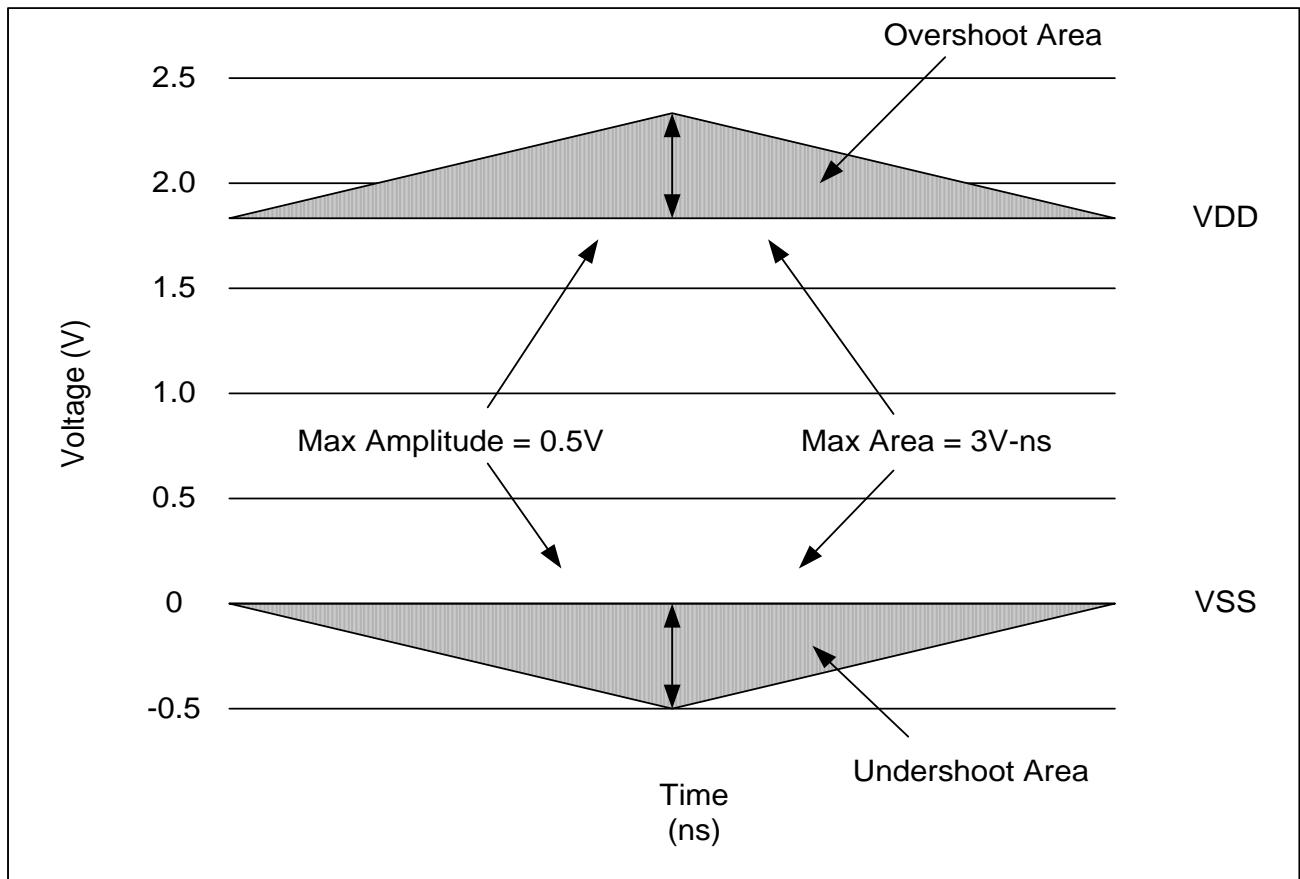 Overshoot Area
2.5
2.0
VDD
1.5
Voltage (V)
1.0
Max Amplitude = 0.5V
Max Area = 3V-ns
0.5
0
VSS
-0.5
Undershoot Area
Time
(ns)